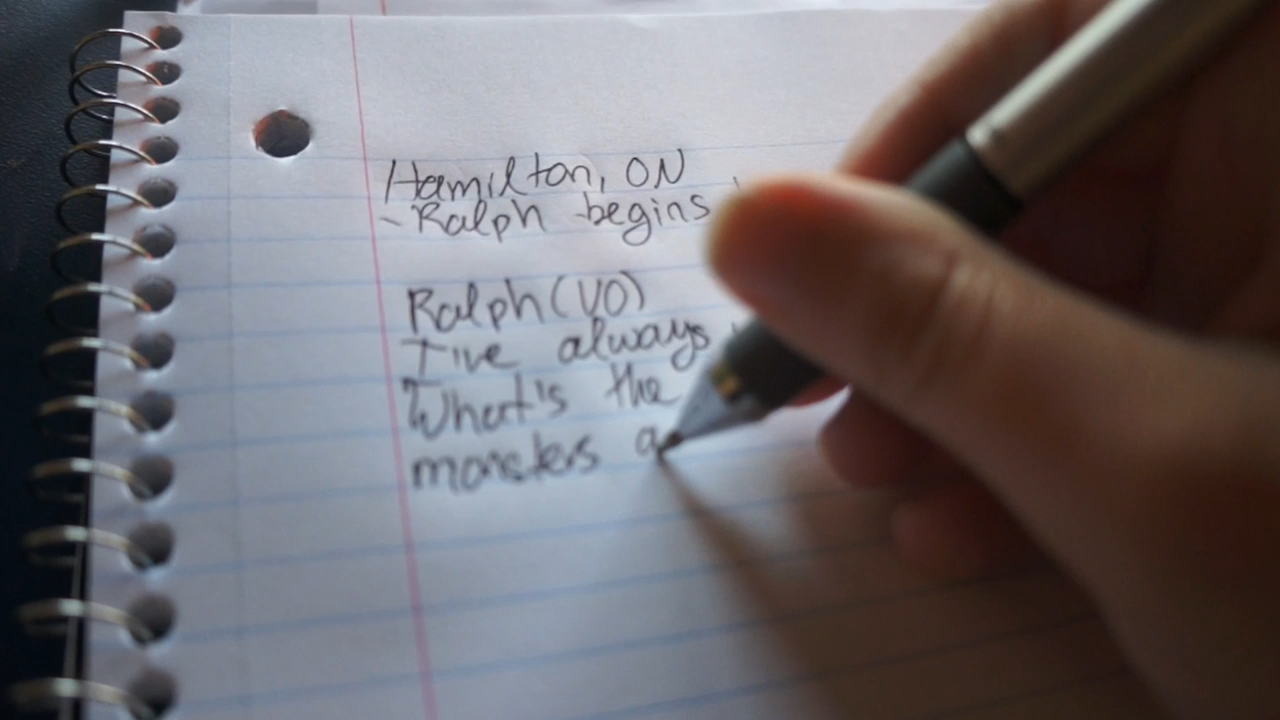 Hamilton, ON
- Ralph begins
Ralph (VO)
I've always
What's the
monsters a